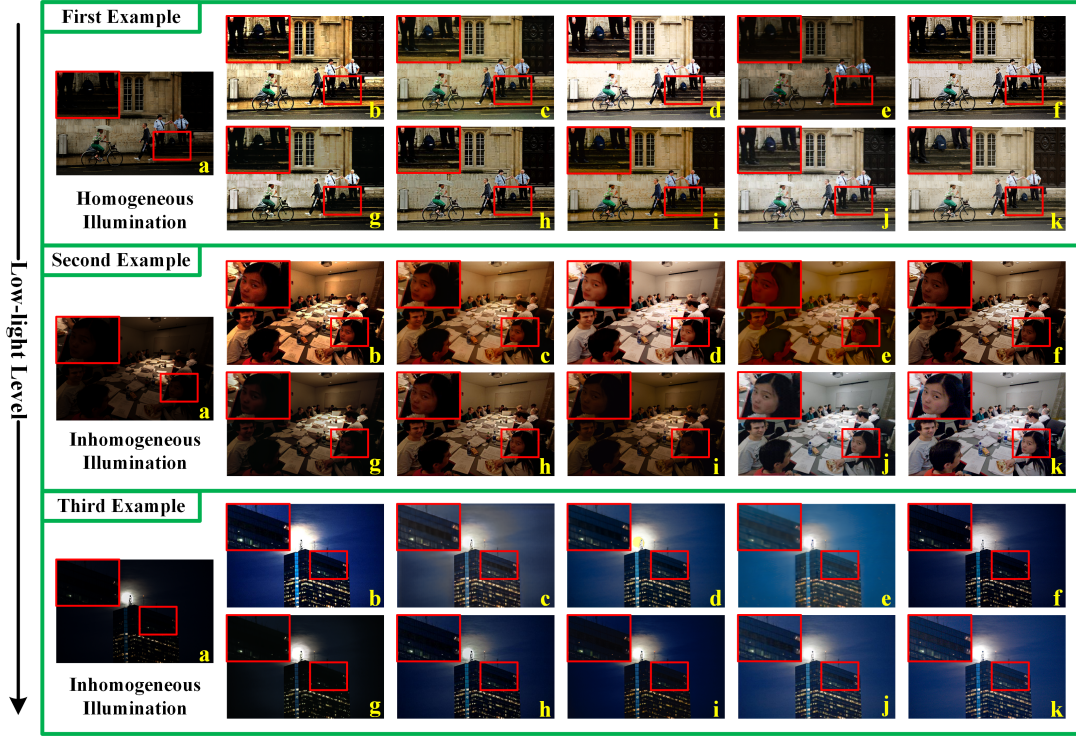 Low-light Level
First Example
a
Homogeneous
Illumination
b
c
d
e
f
g
h
i
j
k
Second Example
a
Inhomogeneous
Illumination
b
c
d
e
f
g
h
i
j
k
Third Example
a
Inhomogeneous
Illumination
b
c
d
e
f
g
h
i
j
k